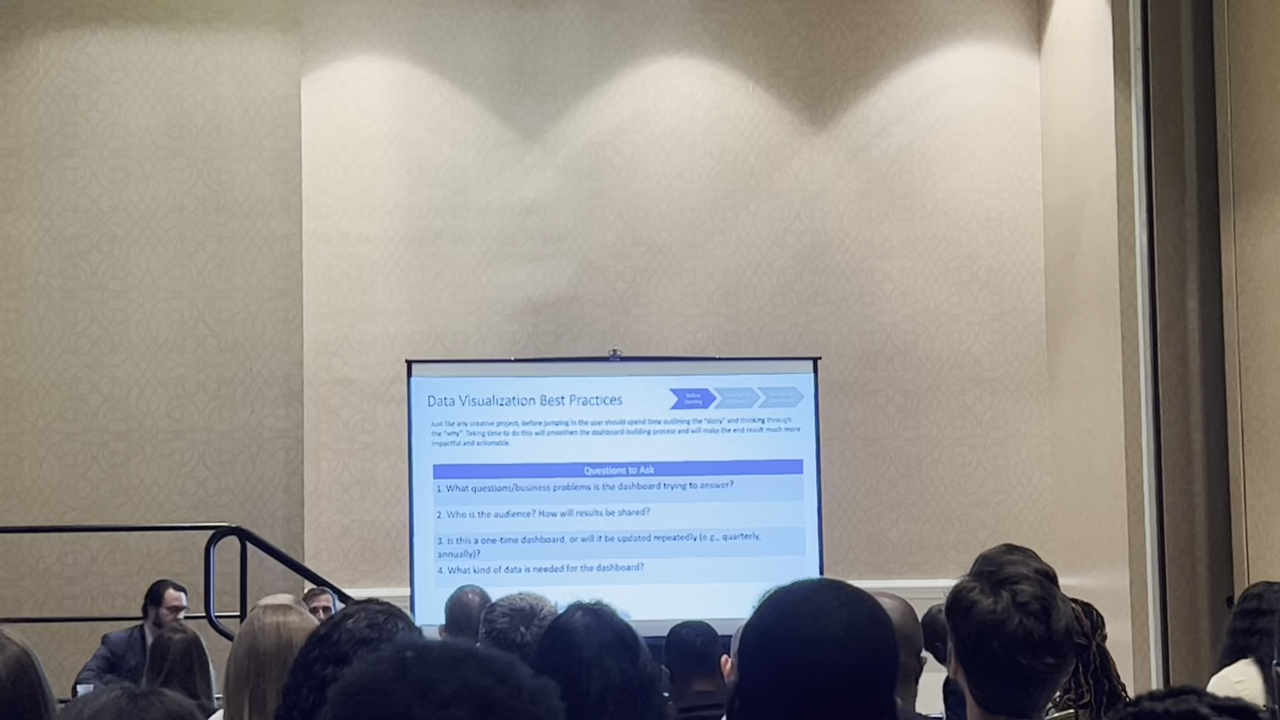 Data Visualization Best Practices
Before
Starting
Just like any creative project, before jumping in the user should spend time outlining the "story" and thinking through
the "why". Taking time to do this will smoothen the dashboard-building process and will make the end result much more
impactful and actionable.
Questions to Ask
1. What questions/business problems is the dashboard trying to answer?
2. Who is the audience? How will results be shared?
3. Is this a one-time dashboard, or will it be updated repeatedly (e.g., quarterly,
annually)?
4. What kind of data is needed for the dashboard?